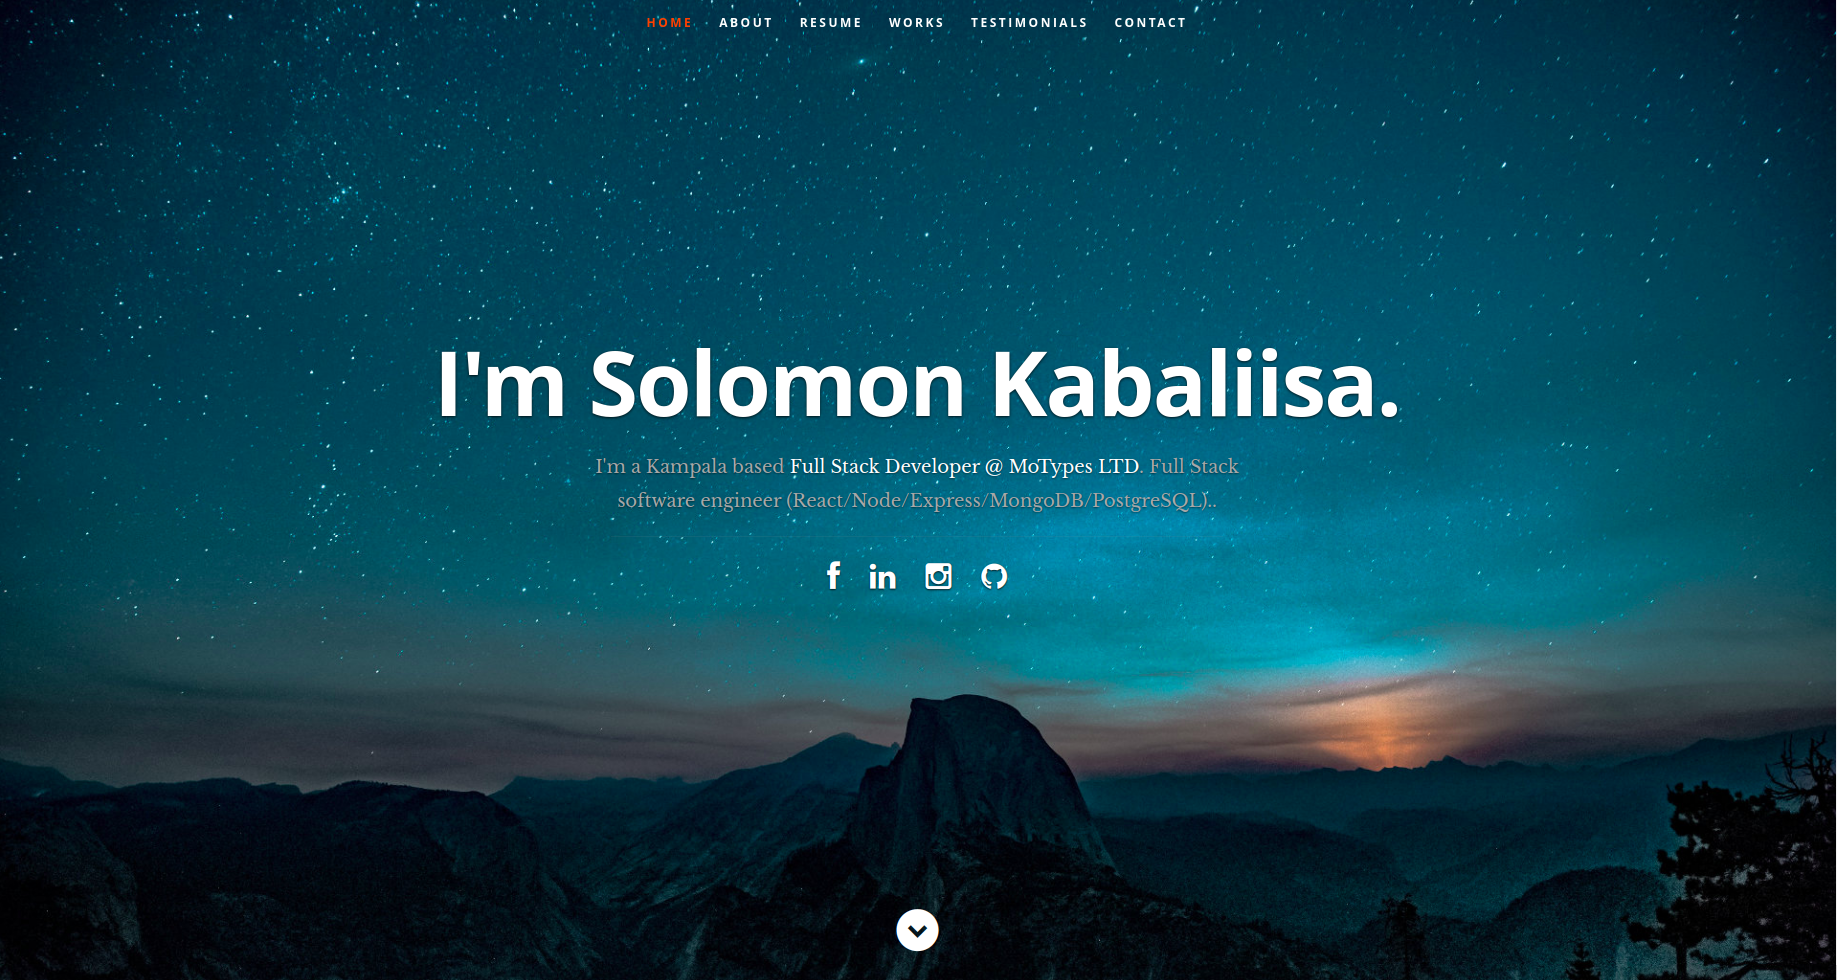 HOME ABOUT RESUME WORKS TESTIMONIALS CONTACT
I'm Solomon Kabaliisa.
I'm a Kampala based Full Stack Developer @ MoTypes LTD. Full Stack
software engineer (React/Node/Express/MongoDB/PostgreSQL)..